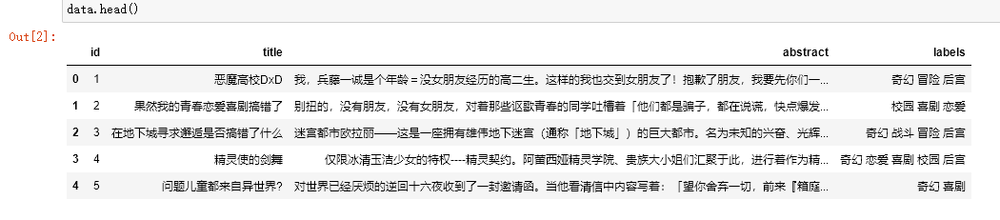 data.head()
Out[2]:
id title abstract labels
0 1 恶魔高校DxD 我，兵藤一诚是个年龄＝没女朋友经历的高二生。这样的我也交到女朋友了！抱歉了朋友，我要先你们一... 奇幻 冒险 后宫
1 2 果然我的青春恋爱喜剧搞错了 别扭的，没有朋友，没有女朋友，对着那些讴歌青春的同学吐槽着「他们都是骗子，都在说谎，快点爆发... 校园 喜剧 恋爱
2 3 在地下城寻求邂逅是否搞错了什么 迷宫都市欧拉丽——这是一座拥有雄伟地下迷宫（通称「地下城」）的巨大都市。名为未知的兴奋、光辉... 奇幻 战斗 冒险 后宫
3 4 精灵使的剑舞 仅限冰清玉洁少女的特权----精灵契约。阿蕾西娅精灵学院、贵族大小姐们汇聚于此，进行着作为精... 奇幻 恋爱 喜剧 校园 后宫
4 5 问题儿童都来自异世界？ 对世界已经厌烦的逆回十六夜收到了一封邀请函。当他看清信中内容写着：「望你舍弃一切，前来『箱庭... 奇幻 喜剧